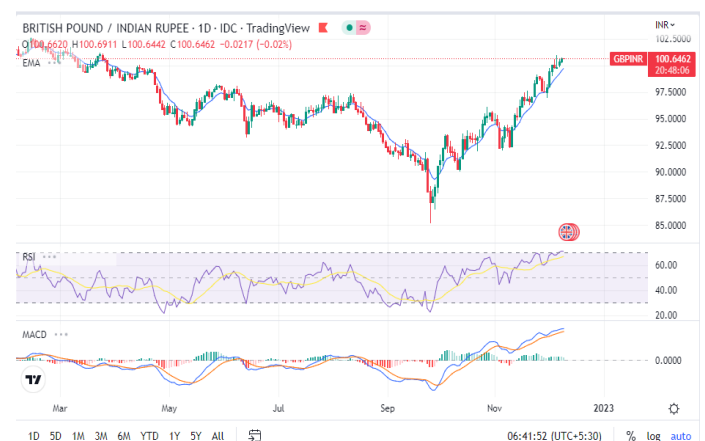 BRITISH POUND / INDIAN RUPEE · 1D · IDC · TradingView
INR
O100.6620 H100.6911 L100.6442 C100.6462 -0.0217 (-0.02%)
102.5000
EMA
GBPINR 100.6462
20:48:06
97.5000
95.0000
92.5000
90.0000
87.5000
85.0000
RSI
60.00
40.00
20.00
MACD
0.0000
Mar May Jul Sep Nov 2023
1D 5D 1M 3M 6M YTD 1Y 5Y All 06:41:52 (UTC+5:30) % log auto